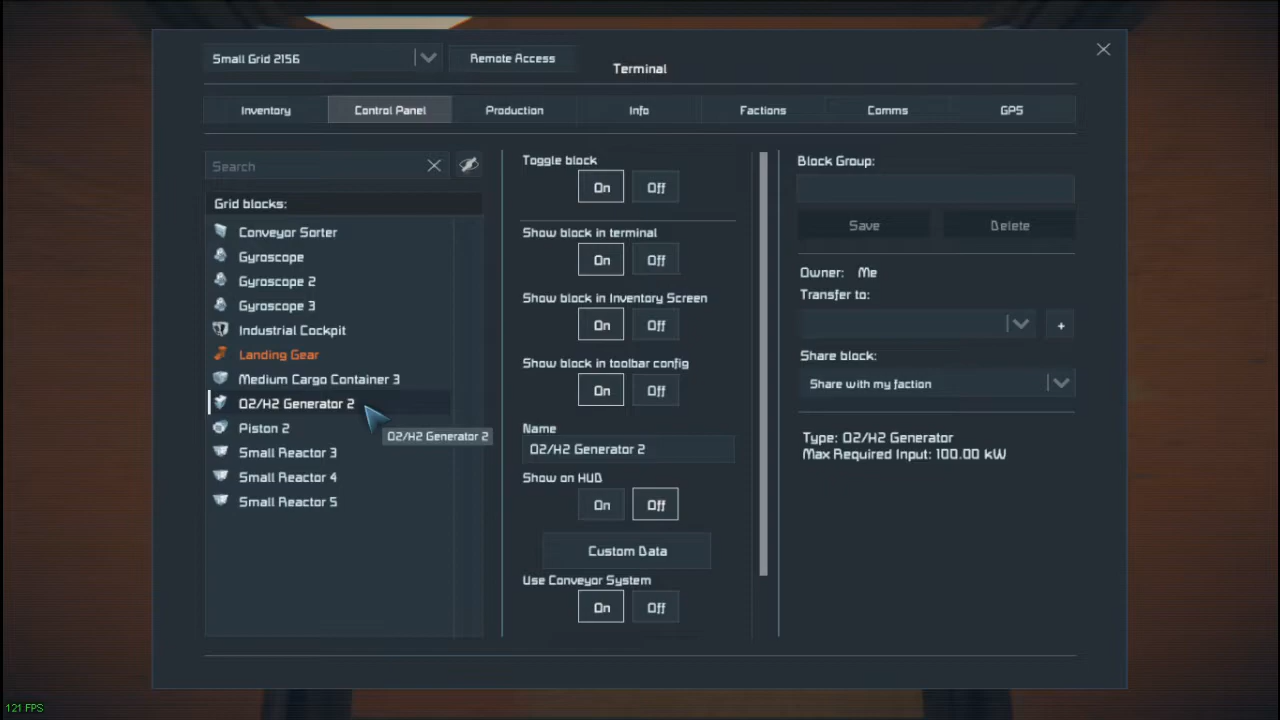 Small Grid 2156
Remote Access
Terminal
Inventory
Control Panel
Production
Info
Factions
Comms
GPS
Search
Grid blocks:
Conveyor Sorter
Gyroscope
Gyroscope 2
Gyroscope 3
Industrial Cockpit
Landing Gear
Medium Cargo Container 3
O2/H2 Generator 2
Piston 2
Small Reactor 3
Small Reactor 4
Small Reactor 5
O2/H2 Generator 2
Toggle block
On Off
Show block in terminal
On Off
Show block in Inventory Screen
On Off
Show block in toolbar config
On Off
Name
O2/H2 Generator 2
Show on HUD
On Off
Custom Data
Use Conveyor System
On Off
Block Group:
Save Delete
Owner: Me
Transfer to:
+
Share block:
Share with my faction
Type: O2/H2 Generator
Max Required Input: 100.00 kW
121 FPS